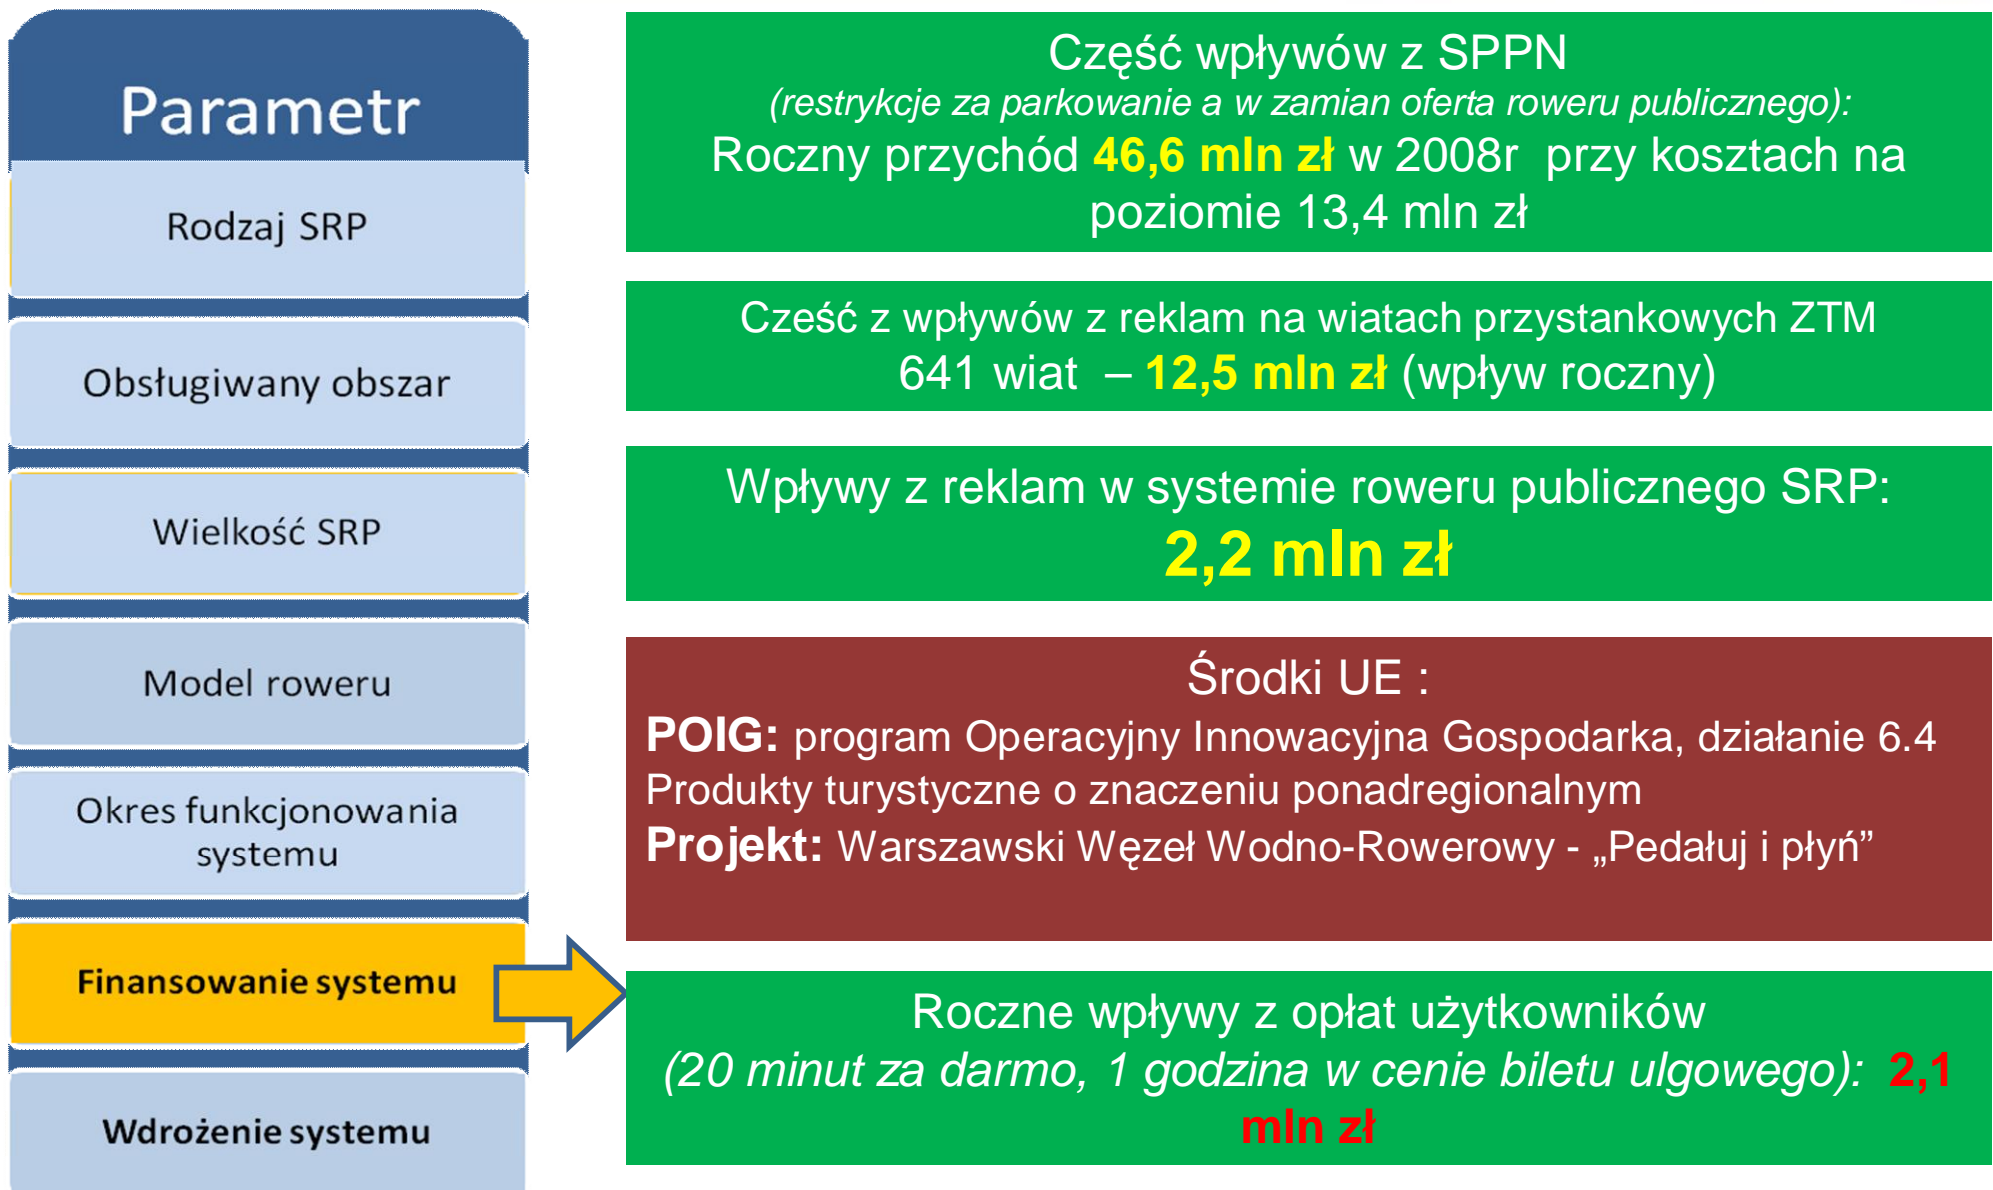 Parametr
Rodzaj SRP
Obsługiwany obszar
Wielkość SRP
Model roweru
Okres funkcjonowania
systemu
Finansowanie systemu
Wdrożenie systemu
Część wpływów z SPPN
(restrykcje za parkowanie a w zamian oferta roweru publicznego):
Roczny przychód 46,6 mln zł w 2008r przy kosztach na
poziomie 13,4 mln zł
Cześć z wpływów z reklam na wiatach przystankowych ZTM
641 wiat – 12,5 mln zł (wpływ roczny)
Wpływy z reklam w systemie roweru publicznego SRP:
2,2 mln zł
Środki UE :
POIG: program Operacyjny Innowacyjna Gospodarka, działanie 6.4
Produkty turystyczne o znaczeniu ponadregionalnym
Projekt: Warszawski Węzeł Wodno-Rowerowy - „Pedałuj i płyń”
Roczne wpływy z opłat użytkowników
(20 minut za darmo, 1 godzina w cenie biletu ulgowego): 2,1
mln zł